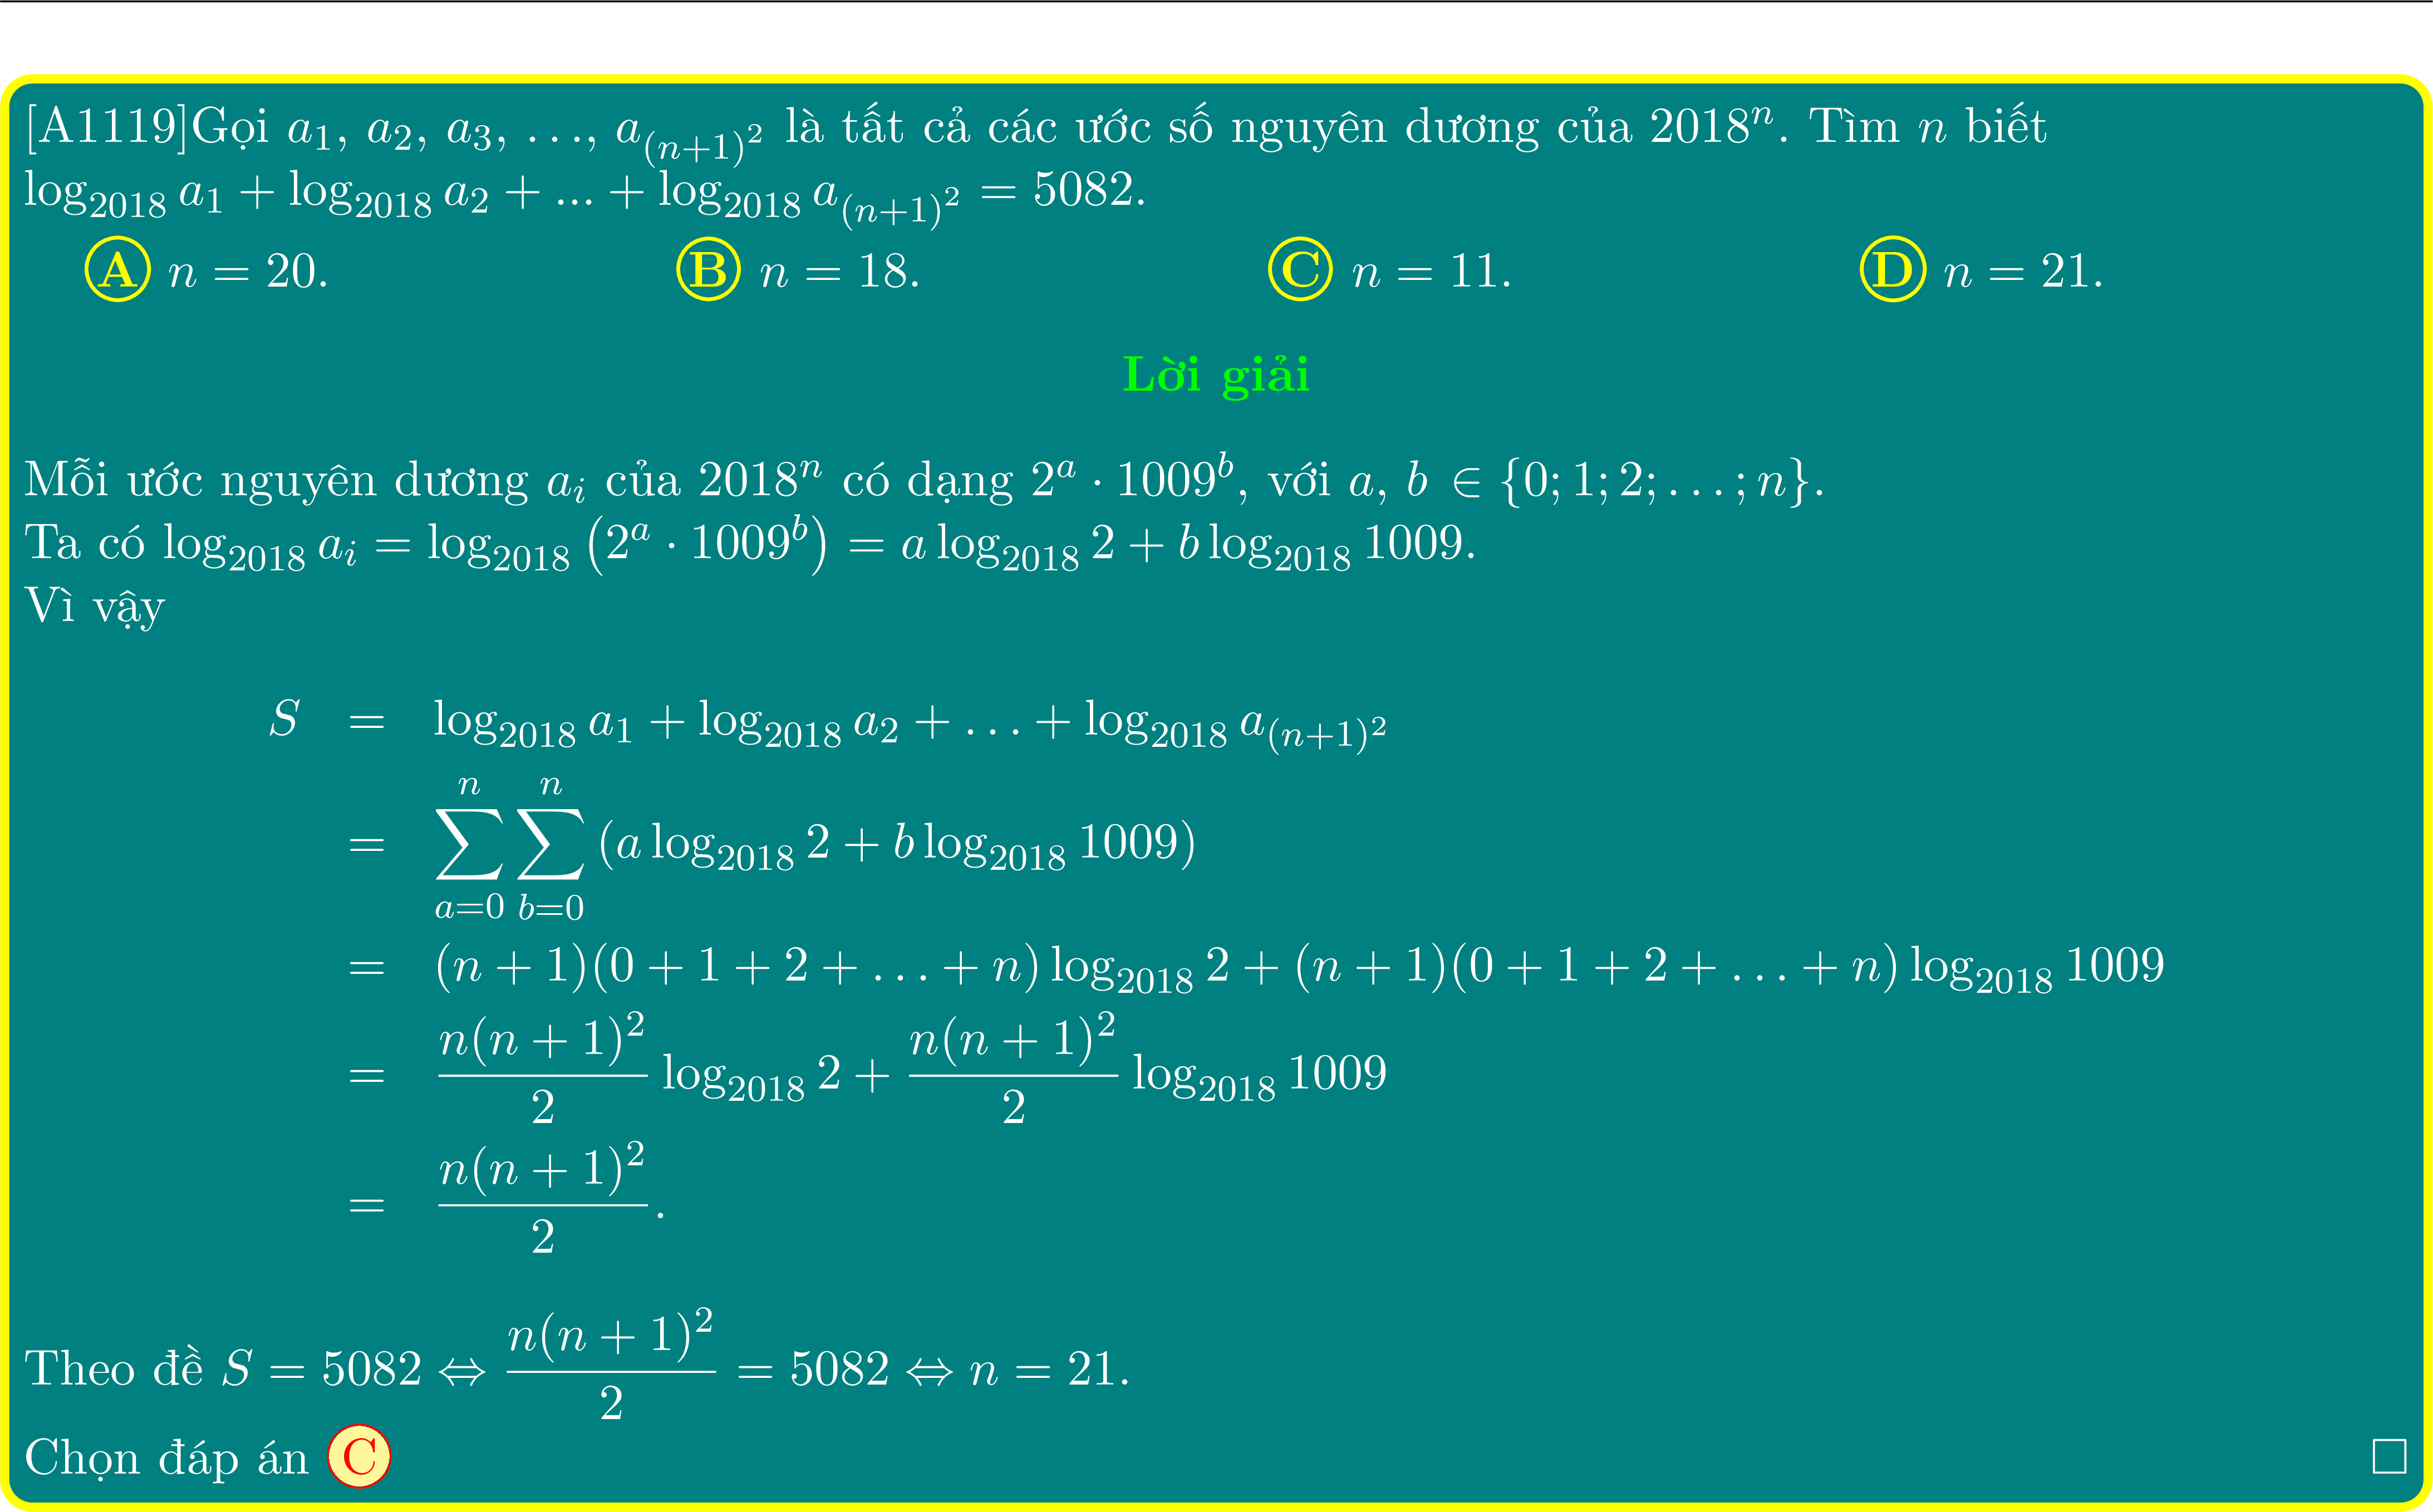 [A1119]Gọi $a_1$, $a_2$, $a_3$, …, $a_{(n+1)^2}$ là tất cả các ước số nguyên dương của $2018^n$. Tìm $n$ biết
$\log_{2018} a_1 + \log_{2018} a_2 + ... + \log_{2018} a_{(n+1)^2} = 5082.$
A $n = 20.$ B $n = 18.$ C $n = 11.$ D $n = 21.$
Lời giải
Mỗi ước nguyên dương $a_i$ của $2018^n$ có dạng $2^a \cdot 1009^b$, với $a, b \in \{0; 1; 2; \ldots; n\}$.
Ta có $\log_{2018} a_i = \log_{2018} \left(2^a \cdot 1009^b\right) = a \log_{2018} 2 + b \log_{2018} 1009.$
Vì vậy
$S = \log_{2018} a_1 + \log_{2018} a_2 + \ldots + \log_{2018} a_{(n+1)^2}$
$= \sum_{a=0}^{n} \sum_{b=0}^{n} (a \log_{2018} 2 + b \log_{2018} 1009)$
$= (n + 1)(0 + 1 + 2 + \ldots + n) \log_{2018} 2 + (n + 1)(0 + 1 + 2 + \ldots + n) \log_{2018} 1009$
$= \frac{n(n + 1)^2}{2} \log_{2018} 2 + \frac{n(n + 1)^2}{2} \log_{2018} 1009$
$= \frac{n(n + 1)^2}{2}.$
Theo đề $S = 5082 \Leftrightarrow \frac{n(n + 1)^2}{2} = 5082 \Leftrightarrow n = 21.$
Chọn đáp án C □